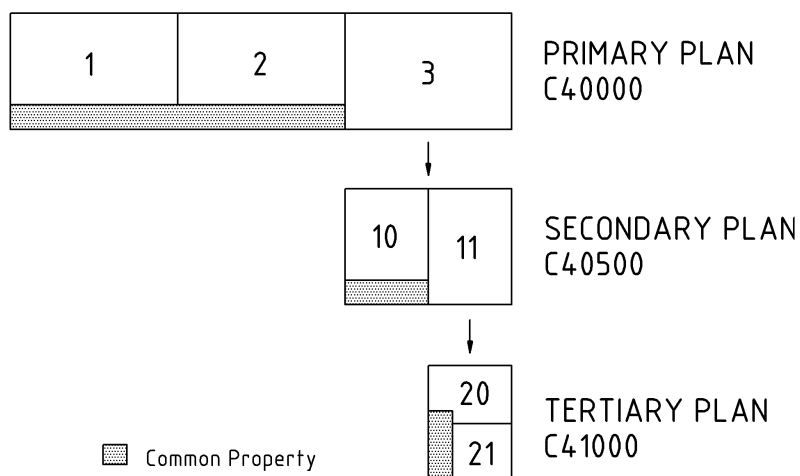 1
2
3
PRIMARY PLAN
C40000
10
11
SECONDARY PLAN
C40500
20
21
TERTIARY PLAN
C41000
Common Property